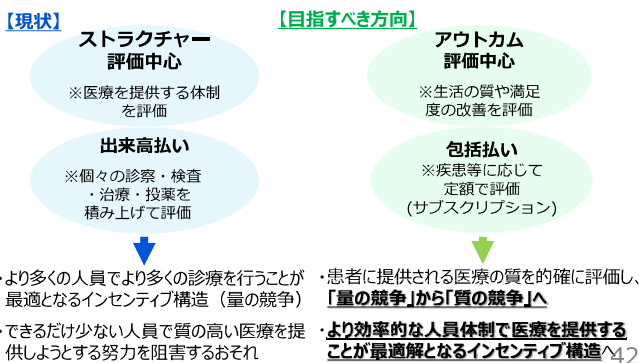 【現状】
ストラクチャー
評価中心
※医療を提供する体制
を評価
出来高払い
※個々の診察・検査
・治療・投薬を
積み上げて評価
・より多くの人員でより多くの診療を行うことが
最適となるインセンティブ構造（量の競争）
・できるだけ少ない人員で質の高い医療を提
供しようとする努力を阻害するおそれ
【目指すべき方向】
アウトカム
評価中心
※生活の質や満足
度の改善を評価
包括払い
※疾患等に応じて
定額で評価
(サブスクリプション)
・患者に提供される医療の質を的確に評価し、
「量の競争」から「質の競争」へ
・より効率的な人員体制で医療を提供する
ことが最適解となるインセンティブ構造へ
42